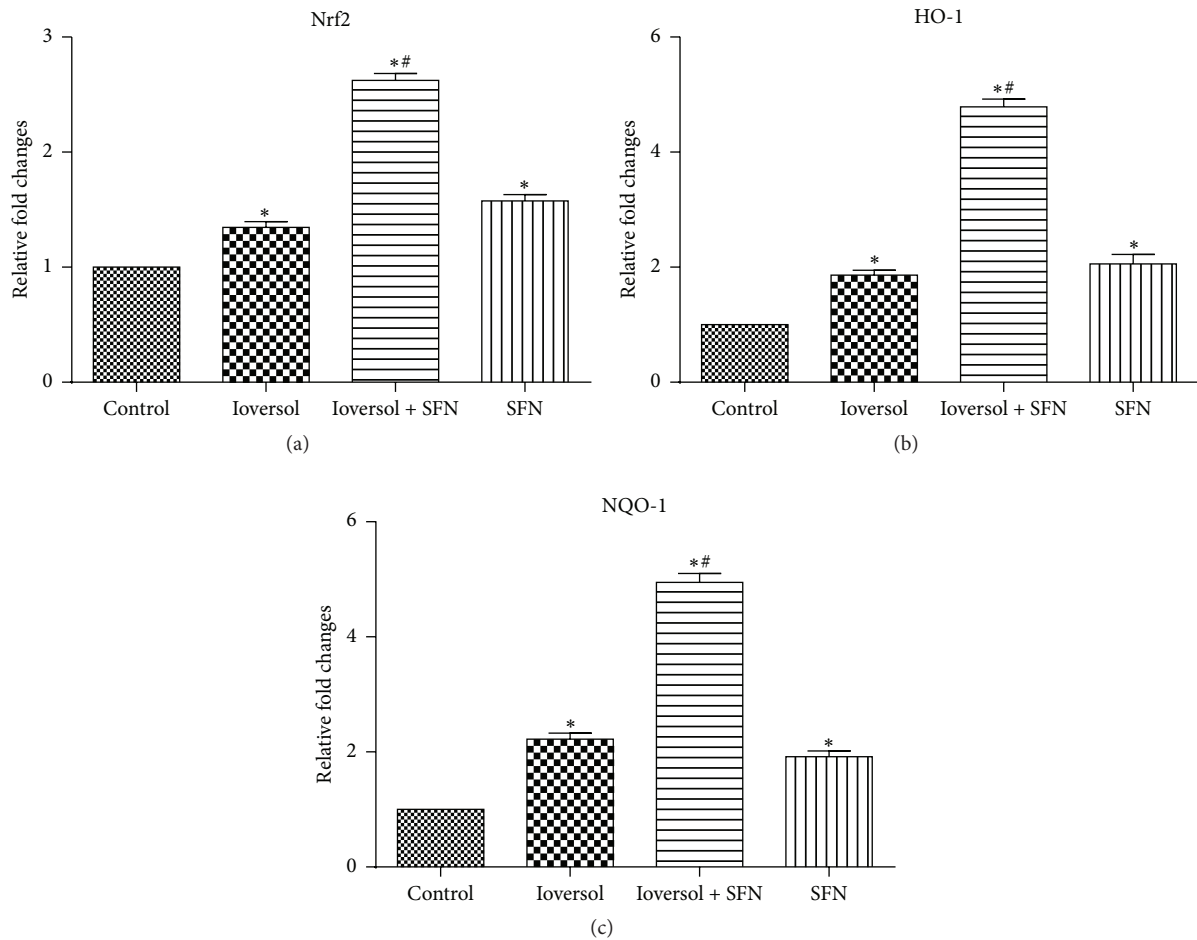 Nrf2
3
*#
2
*
*
1
0
Relative fold changes
Control Ioversol Ioversol + SFN SFN
(a)
HO-1
6
*#
4
*
2
*
0
Relative fold changes
Control Ioversol Ioversol + SFN SFN
(b)
NQO-1
6
*#
4
*
2
*
0
Relative fold changes
Control Ioversol Ioversol + SFN SFN
(c)